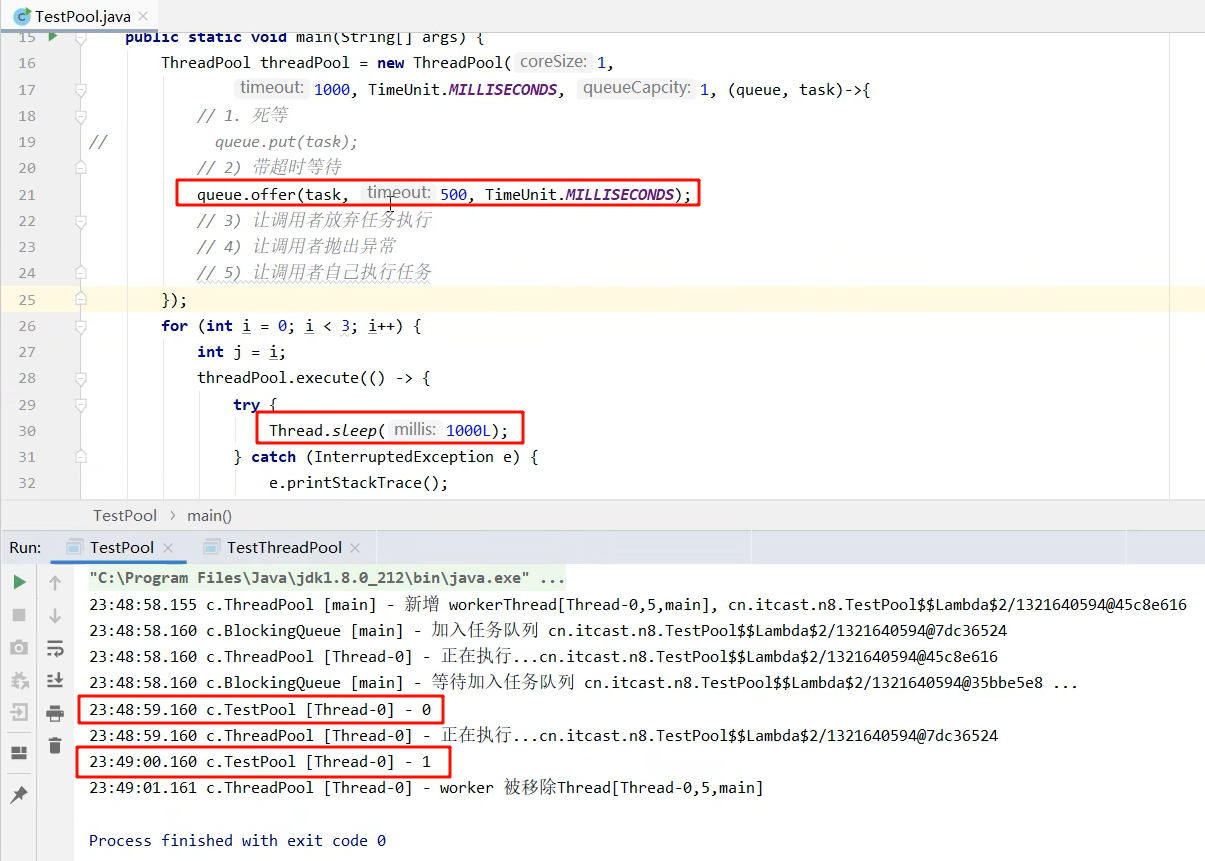 TestPool.java
15 public static void main(String[] args) {
16 ThreadPool threadPool = new ThreadPool( coreSize: 1,
17 timeout: 1000, TimeUnit.MILLISECONDS, queueCapcity: 1, (queue, task)->{
18 // 1. 死等
19 // queue.put(task);
20 // 2) 带超时等待
21 queue.offer(task, timeout: 500, TimeUnit.MILLISECONDS);
22 // 3) 让调用者放弃任务执行
23 // 4) 让调用者抛出异常
24 // 5) 让调用者自己执行任务
25 });
26 for (int i = 0; i < 3; i++) {
27 int j = i;
28 threadPool.execute(() -> {
29 try {
30 Thread.sleep( millis: 1000L);
31 } catch (InterruptedException e) {
32 e.printStackTrace();
TestPool > main()
Run: TestPool TestThreadPool
"C:\Program Files\Java\jdk1.8.0_212\bin\java.exe" ...
23:48:58.155 c.ThreadPool [main] - 新增 workerThread[Thread-0,5,main], cn.itcast.n8.TestPool$$Lambda$2/1321640594@45c8e616
23:48:58.160 c.BlockingQueue [main] - 加入任务队列 cn.itcast.n8.TestPool$$Lambda$2/1321640594@7dc36524
23:48:58.160 c.ThreadPool [Thread-0] - 正在执行...cn.itcast.n8.TestPool$$Lambda$2/1321640594@45c8e616
23:48:58.160 c.BlockingQueue [main] - 等待加入任务队列 cn.itcast.n8.TestPool$$Lambda$2/1321640594@35bbe5e8 ...
23:48:59.160 c.TestPool [Thread-0] - 0
23:48:59.160 c.ThreadPool [Thread-0] - 正在执行...cn.itcast.n8.TestPool$$Lambda$2/1321640594@7dc36524
23:49:00.160 c.TestPool [Thread-0] - 1
23:49:01.161 c.ThreadPool [Thread-0] - worker 被移除Thread[Thread-0,5,main]
Process finished with exit code 0